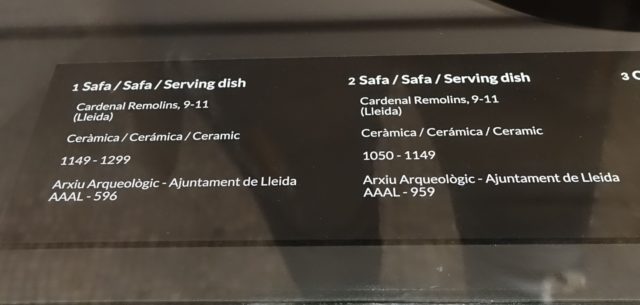 1 Safa / Safa / Serving dish
Cardenal Remolins, 9-11
(Lleida)
Ceràmica / Cerámica / Ceramic
1149 - 1299
Arxiu Arqueològic - Ajuntament de Lleida
AAAL - 596
2 Safa / Safa / Serving dish
Cardenal Remolins, 9-11
(Lleida)
Ceràmica / Cerámica / Ceramic
1050 - 1149
Arxiu Arqueològic - Ajuntament de Lleida
AAAL - 959
3